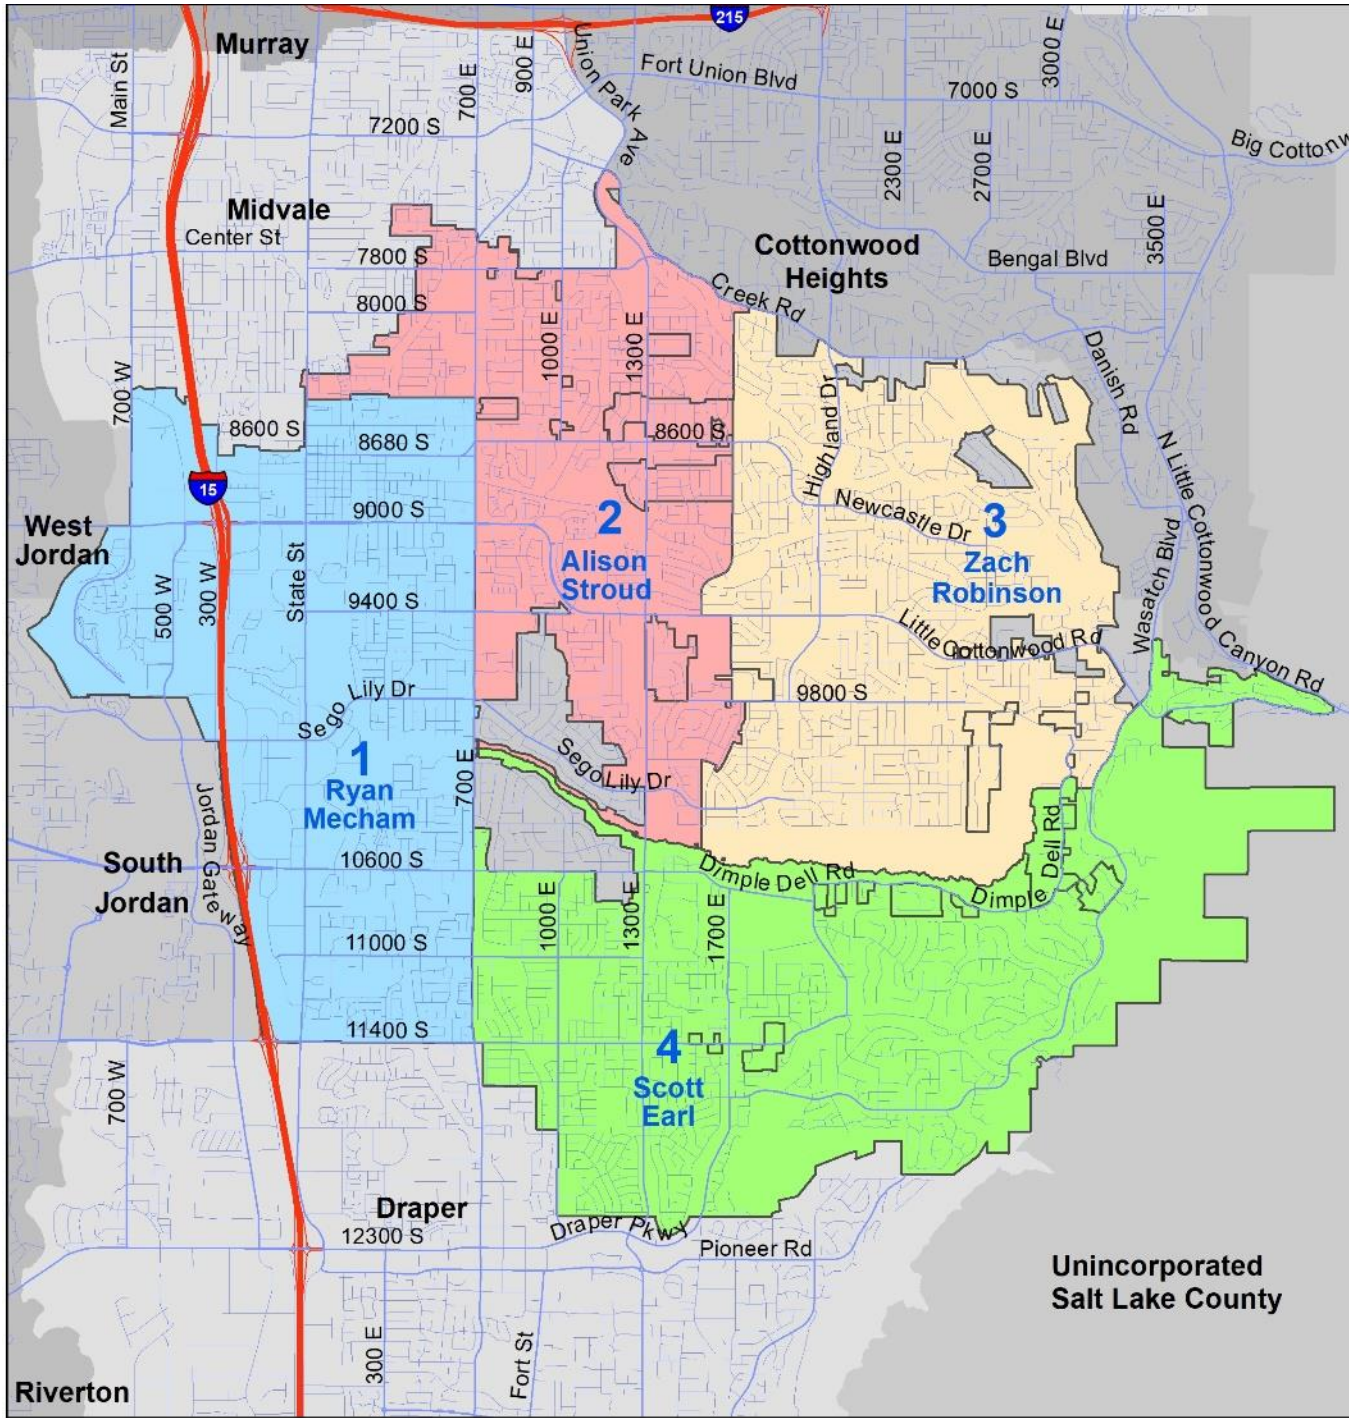 215
Murray
Main St
700 E
900 E
Union Park Ave
Fort Union Blvd
3000 E
7000 S
7200 S
Big Cottonw
2300 E
2700 E
3500 E
Midvale
Center St
Cottonwood
Heights
Bengal Blvd
7800 S
8000 S
Creek Rd
1000 E
1300 E
Danish Rd
700 W
Highland Dr
8600 S
8680 S
8600 S
N Little Cottonwood Canyon Rd
15
9000 S
2
Alison
Stroud
Newcastle Dr
3
Zach
Robinson
West
Jordan
500 W
300 W
State St
9400 S
Wasatch Blvd
Little Cottonwood Rd
Sego Lily Dr
9800 S
1
Ryan
Mecham
700 E
Sego Lily Dr
Jordan Gateway
Dell Rd
South
Jordan
10600 S
Dimple Dell Rd
Dimple
1000 E
1300 E
1700 E
11000 S
11400 S
4
Scott
Earl
700 W
Draper
12300 S
Draper Pkwy
Pioneer Rd
Unincorporated
Salt Lake County
300 E
Fort St
Riverton